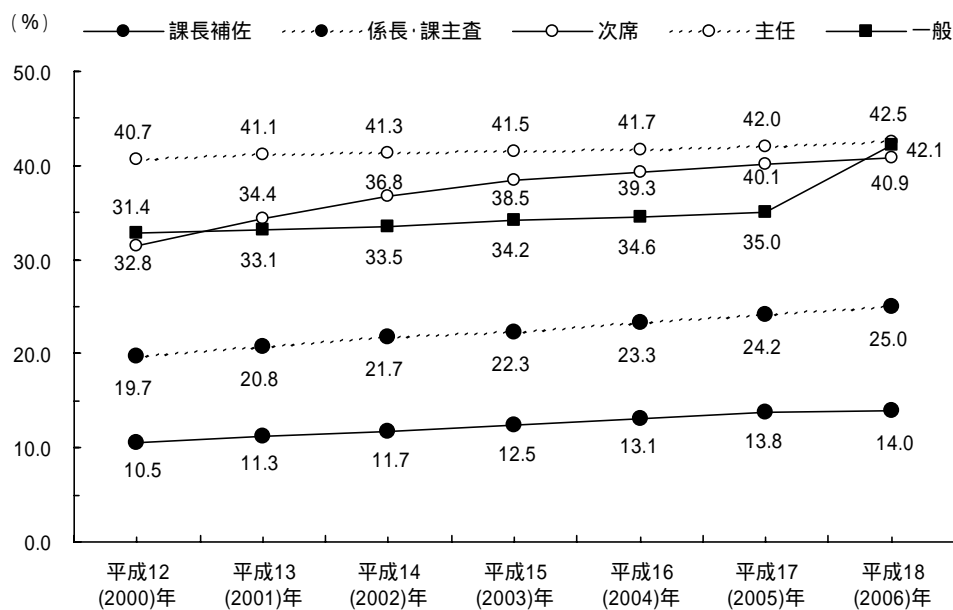 (%)
課長補佐 係長・課主査 次席 主任 一般
50.0
40.0
30.0
20.0
10.0
0.0
40.7 41.1 41.3 41.5 41.7 42.0 42.5
31.4 34.4 36.8 38.5 39.3 40.1 40.9
32.8 33.1 33.5 34.2 34.6 35.0 42.1
19.7 20.8 21.7 22.3 23.3 24.2 25.0
10.5 11.3 11.7 12.5 13.1 13.8 14.0
平成12 平成13 平成14 平成15 平成16 平成17 平成18
(2000)年 (2001)年 (2002)年 (2003)年 (2004)年 (2005)年 (2006)年